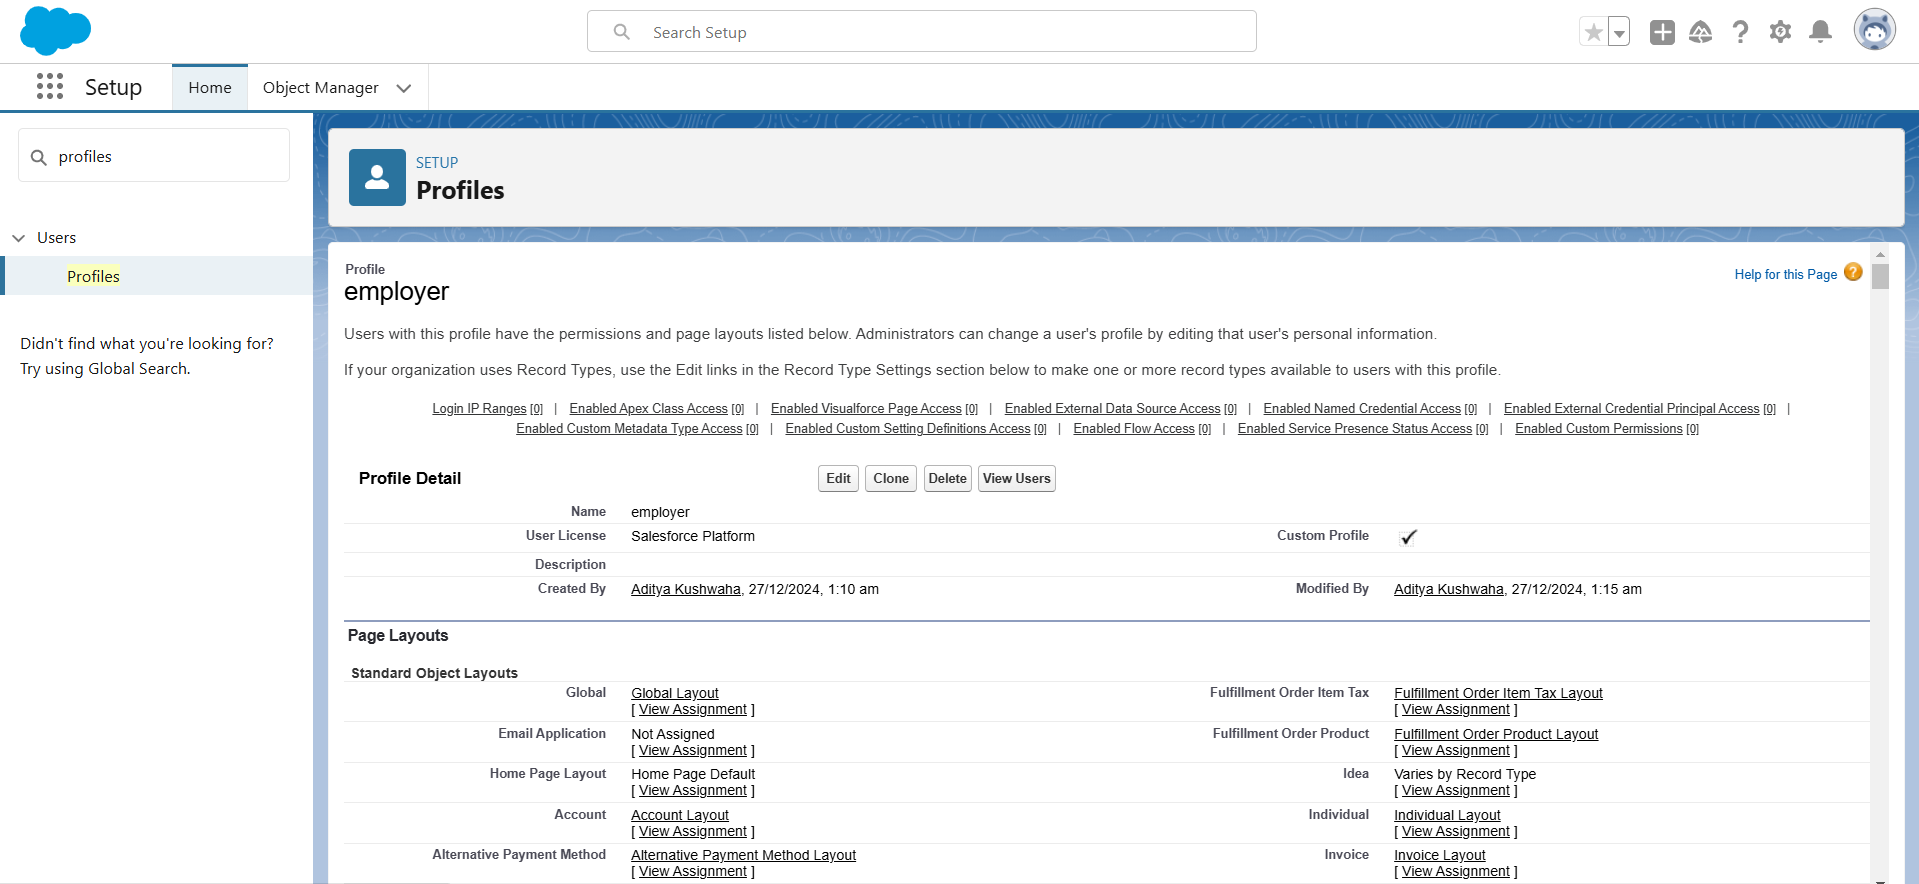 Search Setup
Setup
Home
Object Manager
profiles
Users
Profiles
Didn't find what you're looking for?
Try using Global Search.
SETUP
Profiles
Profile
employer
Help for this Page ?
Users with this profile have the permissions and page layouts listed below. Administrators can change a user's profile by editing that user's personal information.
If your organization uses Record Types, use the Edit links in the Record Type Settings section below to make one or more record types available to users with this profile.
Login IP Ranges [0] | Enabled Apex Class Access [0] | Enabled Visualforce Page Access [0] | Enabled External Data Source Access [0] | Enabled Named Credential Access [0] | Enabled External Credential Principal Access [0] |
Enabled Custom Metadata Type Access [0] | Enabled Custom Setting Definitions Access [0] | Enabled Flow Access [0] | Enabled Service Presence Status Access [0] | Enabled Custom Permissions [0]
Profile Detail Edit Clone Delete View Users
Name employer
User License Salesforce Platform Custom Profile
Description
Created By Aditya Kushwaha, 27/12/2024, 1:10 am Modified By Aditya Kushwaha, 27/12/2024, 1:15 am
Page Layouts
Standard Object Layouts
Global Global Layout Fulfillment Order Item Tax Fulfillment Order Item Tax Layout
[ View Assignment ] [ View Assignment ]
Email Application Not Assigned Fulfillment Order Product Fulfillment Order Product Layout
[ View Assignment ] [ View Assignment ]
Home Page Layout Home Page Default Idea Varies by Record Type
[ View Assignment ] [ View Assignment ]
Account Account Layout Individual Individual Layout
[ View Assignment ] [ View Assignment ]
Alternative Payment Method Alternative Payment Method Layout Invoice Invoice Layout
[ View Assignment ] [ View Assignment ]